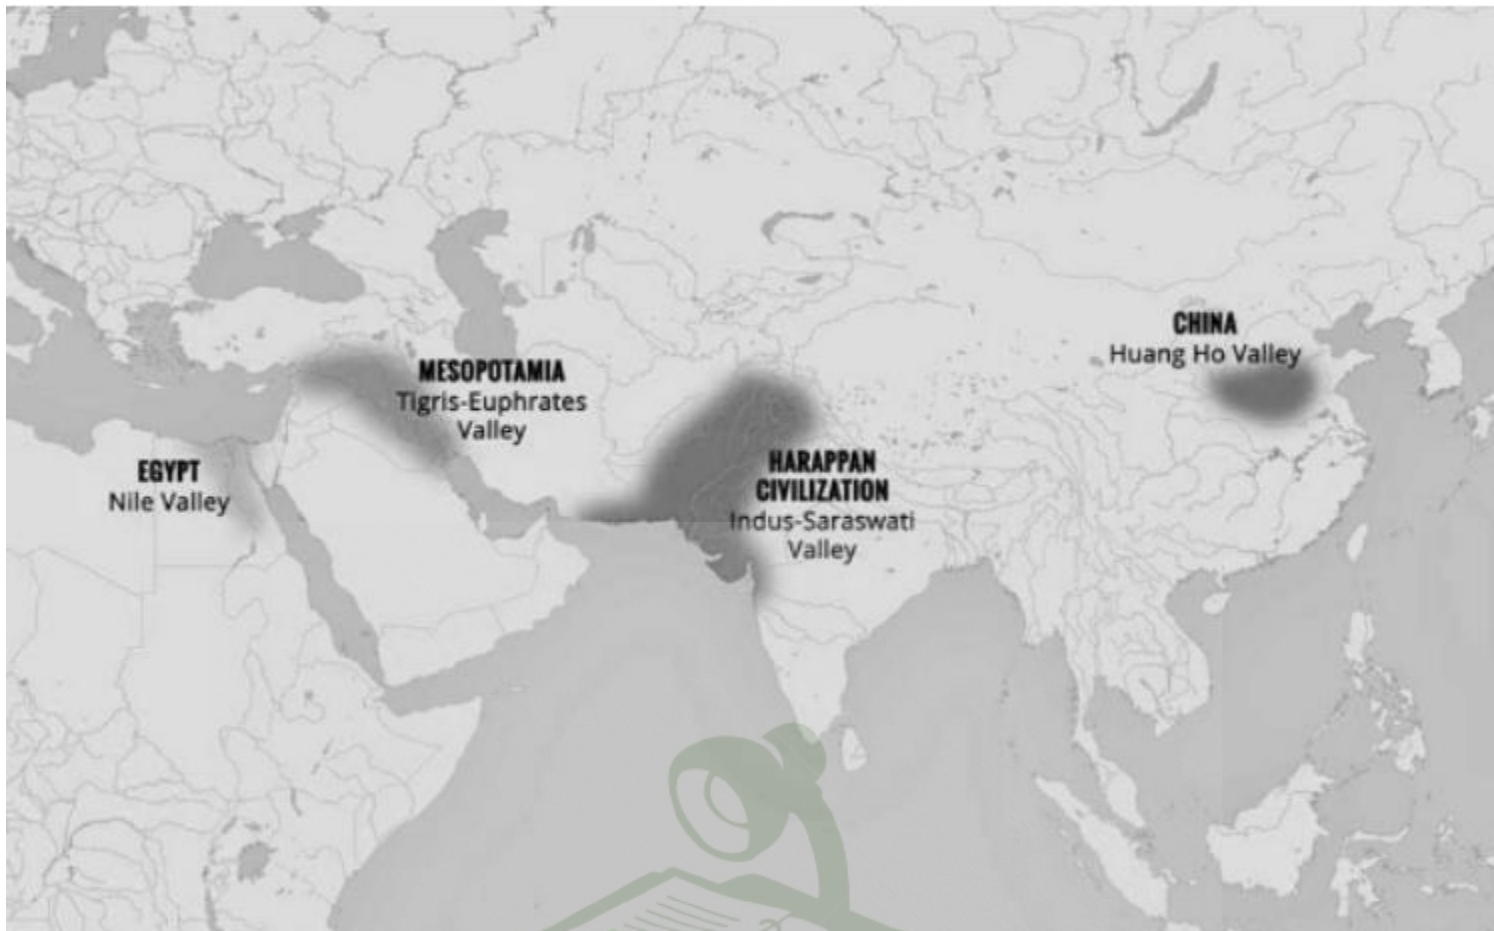 CHINA
Huang Ho Valley
MESOPOTAMIA
Tigris-Euphrates
Valley
HARAPPAN
CIVILIZATION
Indus-Saraswati
Valley
EGYPT
Nile Valley